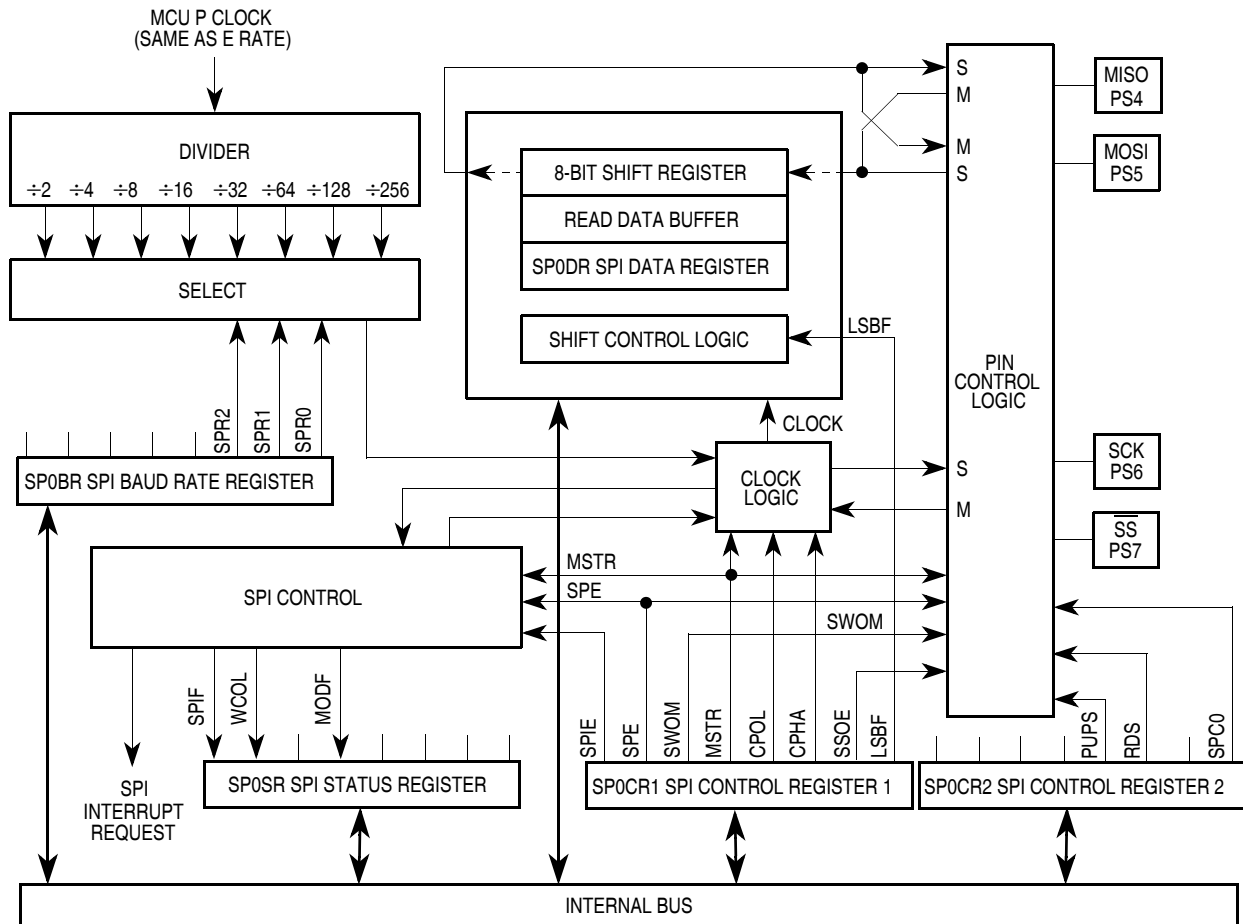 MCU P CLOCK
(SAME AS E RATE)
DIVIDER
÷2 ÷4 ÷8 ÷16 ÷32 ÷64 ÷128 ÷256
SELECT
SPR2
SPR1
SPR0
SP0BR SPI BAUD RATE REGISTER
8-BIT SHIFT REGISTER
READ DATA BUFFER
SP0DR SPI DATA REGISTER
SHIFT CONTROL LOGIC
LSBF
CLOCK
CLOCK
LOGIC
S
M
M
S
S
M
PIN
CONTROL
LOGIC
MISO
PS4
MOSI
PS5
SCK
PS6
SS
PS7
SPI CONTROL
MSTR
SPE
SWOM
SPIF
WCOL
MODF
SPI
INTERRUPT
REQUEST
SP0SR SPI STATUS REGISTER
SPIE
SPE
SWOM
MSTR
CPOL
CPHA
SSOE
LSBF
SP0CR1 SPI CONTROL REGISTER 1
PUPS
RDS
SPC0
SP0CR2 SPI CONTROL REGISTER 2
INTERNAL BUS